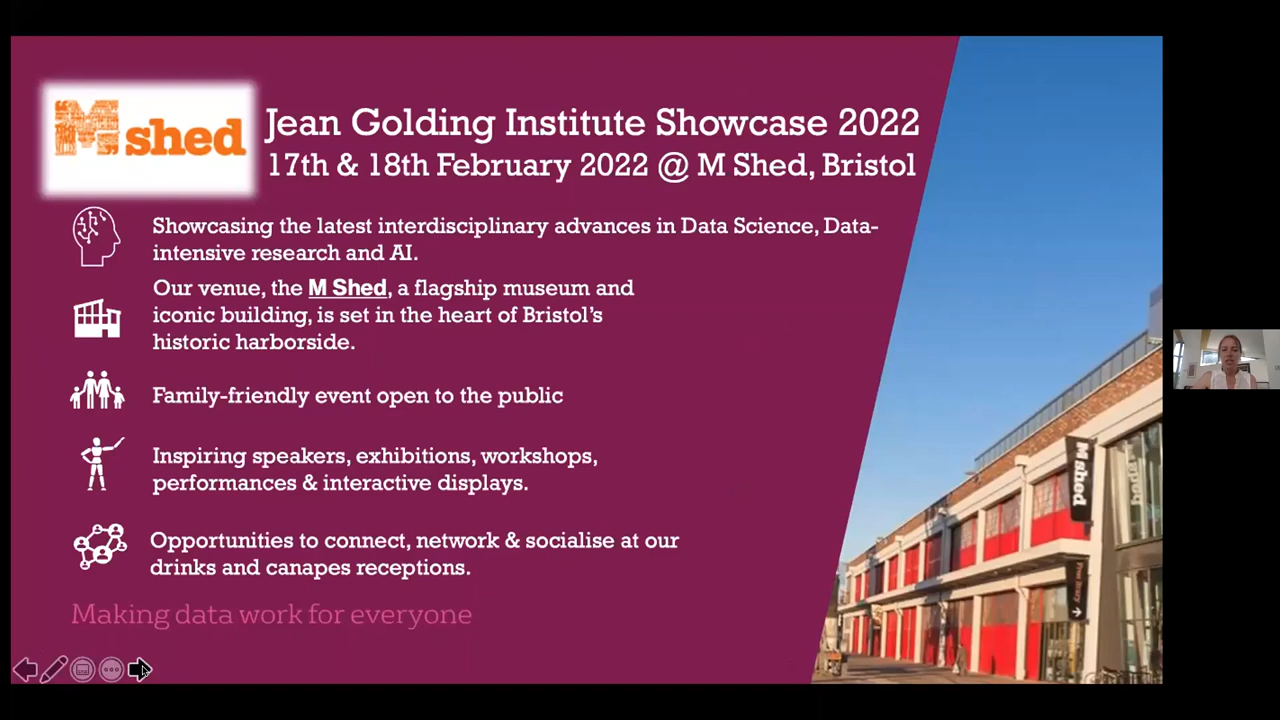 M shed
Jean Golding Institute Showcase 2022
17th & 18th February 2022 @ M Shed, Bristol
Showcasing the latest interdisciplinary advances in Data Science, Data-
intensive research and AI.
Our venue, the M Shed, a flagship museum and
iconic building, is set in the heart of Bristol’s
historic harborside.
Family-friendly event open to the public
Inspiring speakers, exhibitions, workshops,
performances & interactive displays.
Opportunities to connect, network & socialise at our
drinks and canapes receptions.
Making data work for everyone
M shed